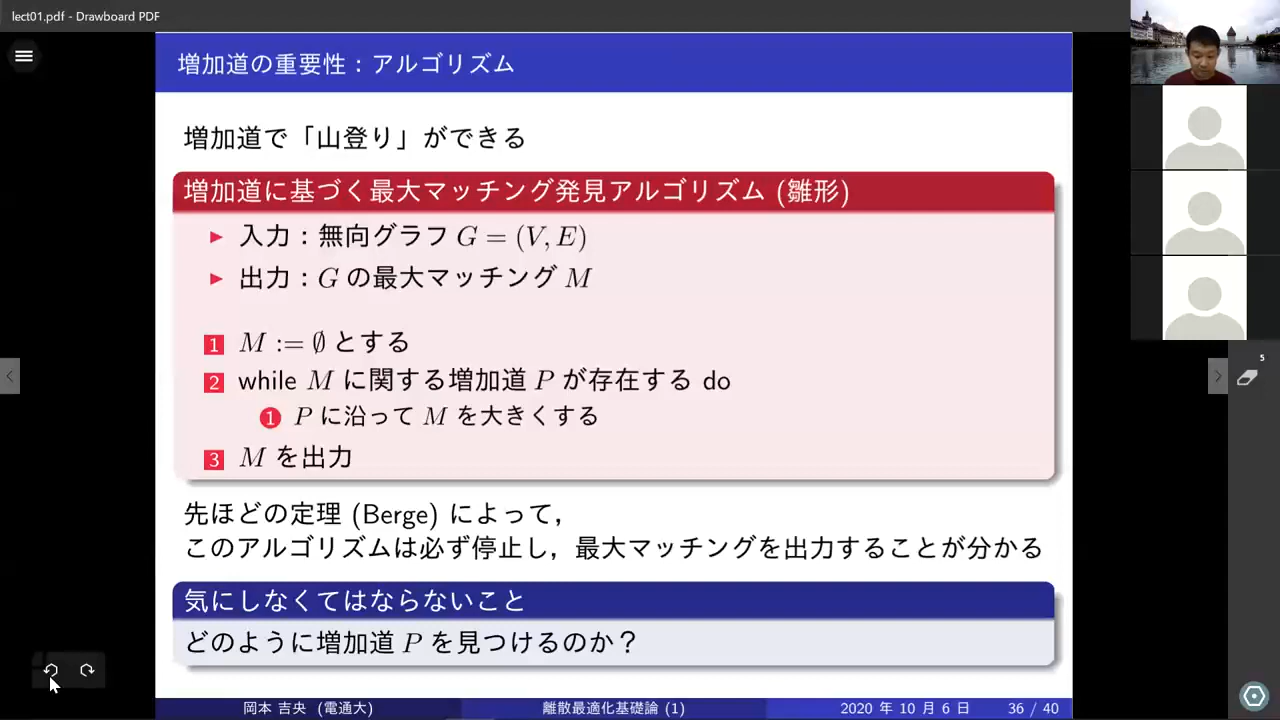 lect01.pdf - Drawboard PDF
増加道の重要性：アルゴリズム
増加道で「山登り」ができる
増加道に基づく最大マッチング発見アルゴリズム (雛形)
▶ 入力：無向グラフ G = (V, E)
▶ 出力：G の最大マッチング M
1 M := ∅ とする
2 while M に関する増加道 P が存在する do
1 P に沿って M を大きくする
3 M を出力
先ほどの定理 (Berge) によって，
このアルゴリズムは必ず停止し，最大マッチングを出力することが分かる
気にしなくてはならないこと
どのように増加道 P を見つけるのか？
岡本 吉央 (電通大)
離散最適化基礎論 (1)
2020 年 10 月 6 日
36 / 40
5